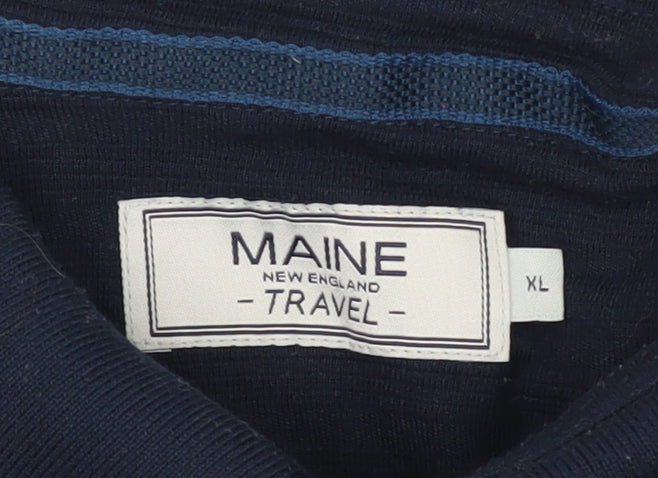 MAINE
NEW ENGLAND
- TRAVEL -
XL